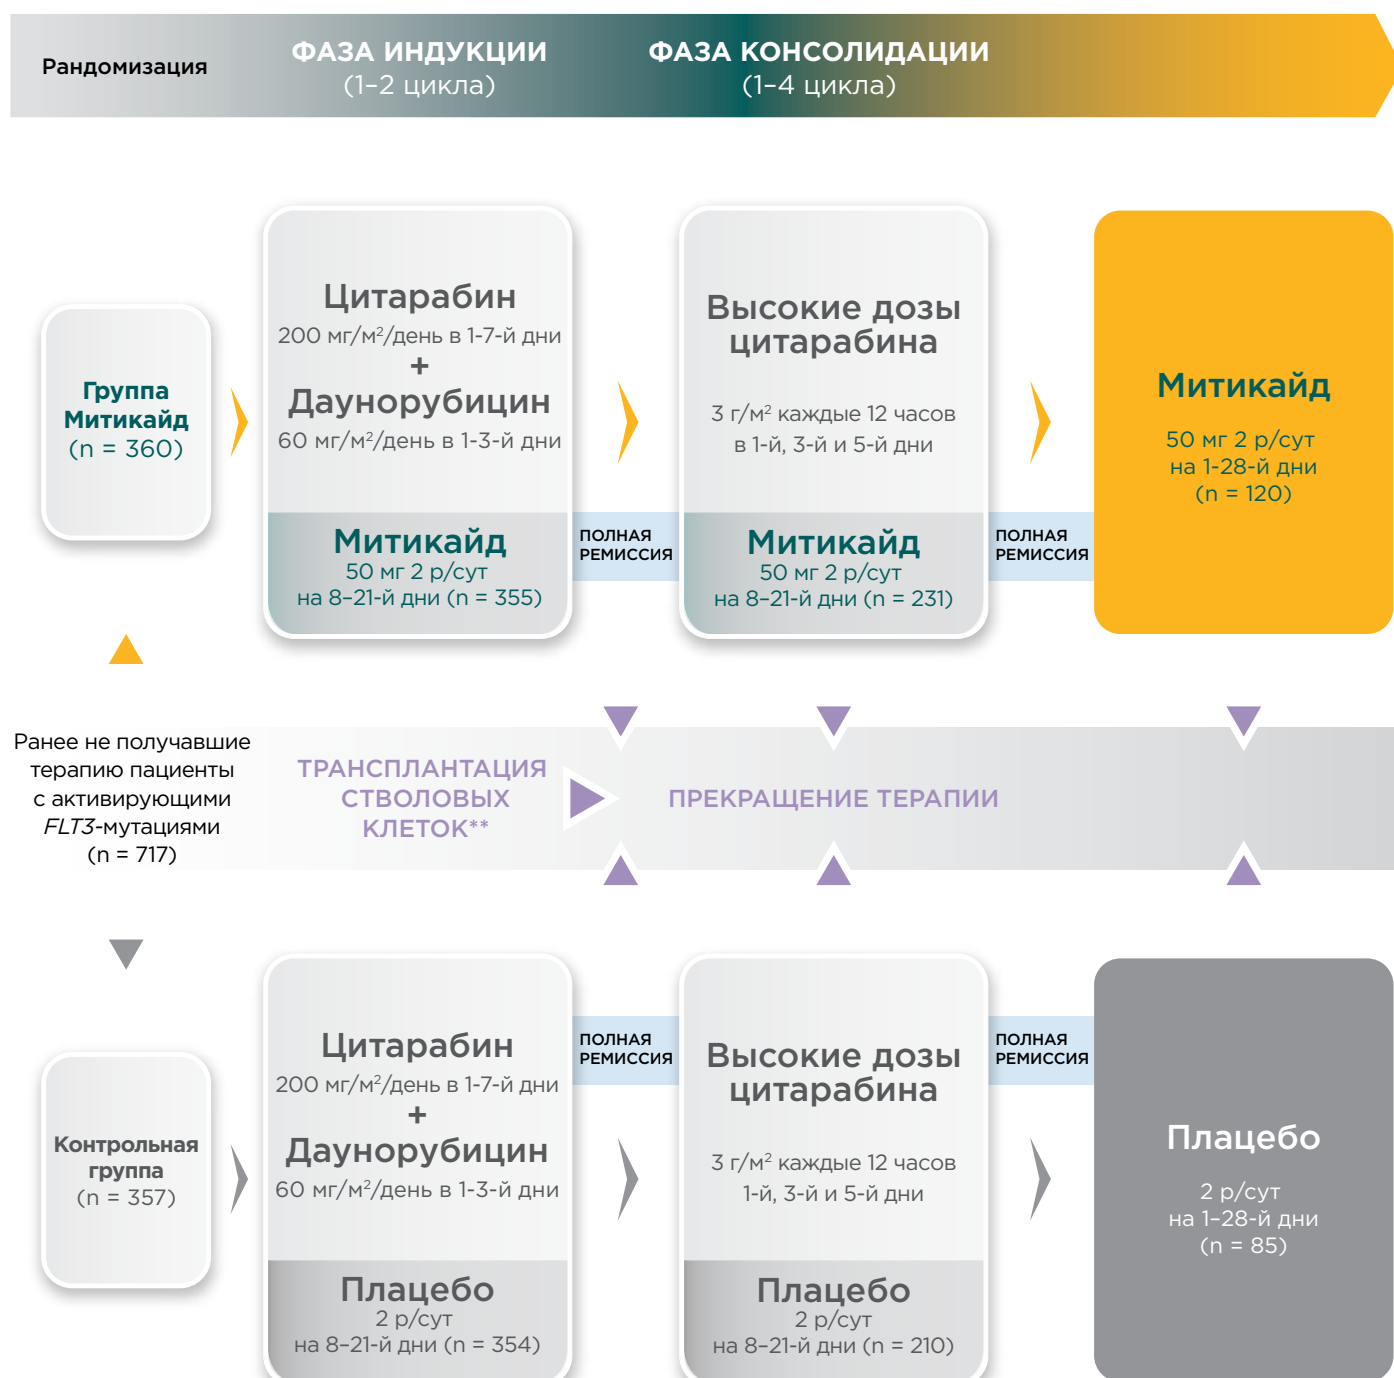 Рандомизация
ФАЗА ИНДУКЦИИ
(1–2 цикла)
ФАЗА КОНСОЛИДАЦИИ
(1–4 цикла)
Группа
Митикайд
(n = 360)
Цитарабин
200 мг/м²/день в 1-7-й дни
+
Даунорубицин
60 мг/м²/день в 1-3-й дни
Митикайд
50 мг 2 р/сут
на 8–21-й дни (n = 355)
ПОЛНАЯ
РЕМИССИЯ
Высокие дозы
цитарабина
3 г/м² каждые 12 часов
в 1-й, 3-й и 5-й дни
Митикайд
50 мг 2 р/сут
на 8–21-й дни (n = 231)
ПОЛНАЯ
РЕМИССИЯ
Митикайд
50 мг 2 р/сут
на 1-28-й дни
(n = 120)
Ранее не получавшие
терапию пациенты
с активирующими
FLT3-мутациями
(n = 717)
ТРАНСПЛАНТАЦИЯ
СТВОЛОВЫХ
КЛЕТОК**
ПРЕКРАЩЕНИЕ ТЕРАПИИ
Контрольная
группа
(n = 357)
Цитарабин
200 мг/м²/день в 1-7-й дни
+
Даунорубицин
60 мг/м²/день в 1-3-й дни
Плацебо
2 р/сут
на 8–21-й дни (n = 354)
ПОЛНАЯ
РЕМИССИЯ
Высокие дозы
цитарабина
3 г/м² каждые 12 часов
1-й, 3-й и 5-й дни
Плацебо
2 р/сут
на 8–21-й дни (n = 210)
ПОЛНАЯ
РЕМИССИЯ
Плацебо
2 р/сут
на 1–28-й дни
(n = 85)